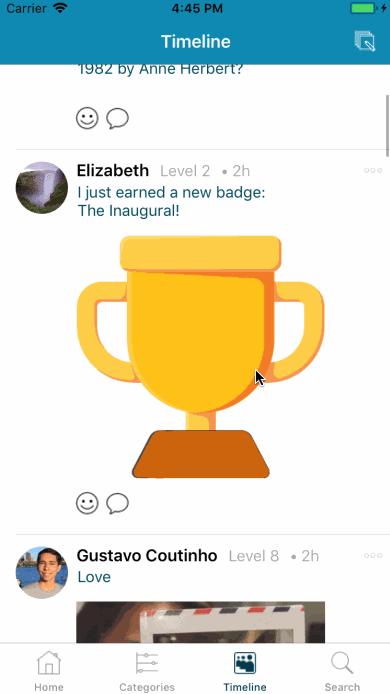 Carrier 4:45 PM
Timeline
1982 by Anne Herbert?
Elizabeth Level 2 • 2h
I just earned a new badge:
The Inaugural!
Gustavo Coutinho Level 8 • 2h
Love
Home Categories Timeline Search